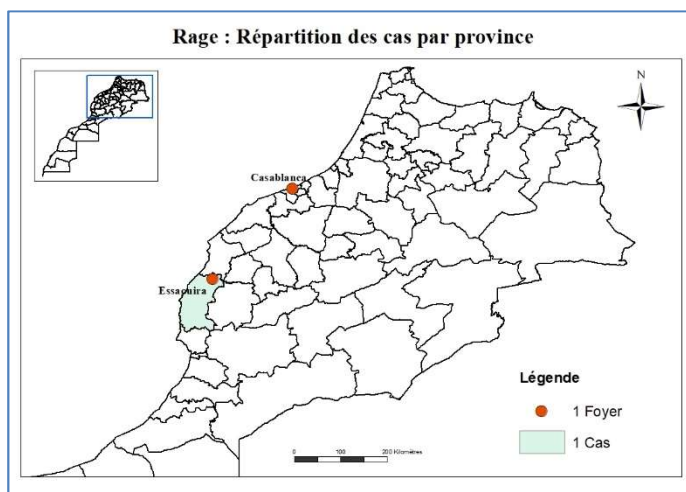 Rage : Répartition des cas par province
N
Casablanca
Essaouira
Légende
1 Foyer
1 Cas
0 100 200 Kilomètres